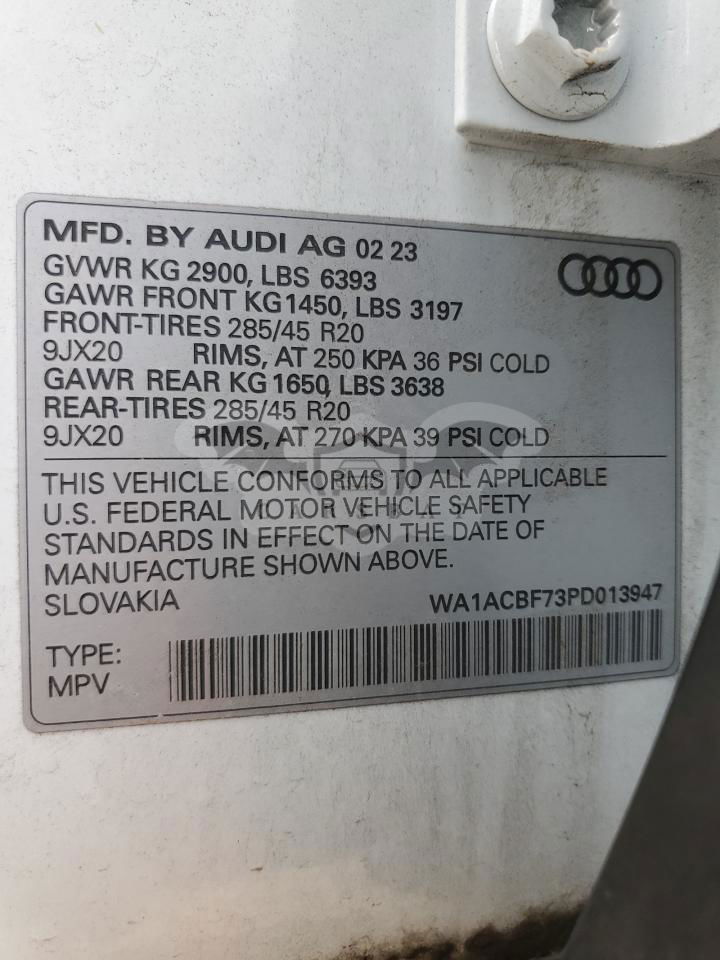 MFD. BY AUDI AG 02 23
GVWR KG 2900, LBS 6393
GAWR FRONT KG1450, LBS 3197
FRONT-TIRES 285/45 R20
9JX20 RIMS, AT 250 KPA 36 PSI COLD
GAWR REAR KG 1650, LBS 3638
REAR-TIRES 285/45 R20
9JX20 RIMS, AT 270 KPA 39 PSI COLD
THIS VEHICLE CONFORMS TO ALL APPLICABLE
U.S. FEDERAL MOTOR VEHICLE SAFETY
STANDARDS IN EFFECT ON THE DATE OF
MANUFACTURE SHOWN ABOVE.
SLOVAKIA WA1ACBF73PD013947
TYPE:
MPV